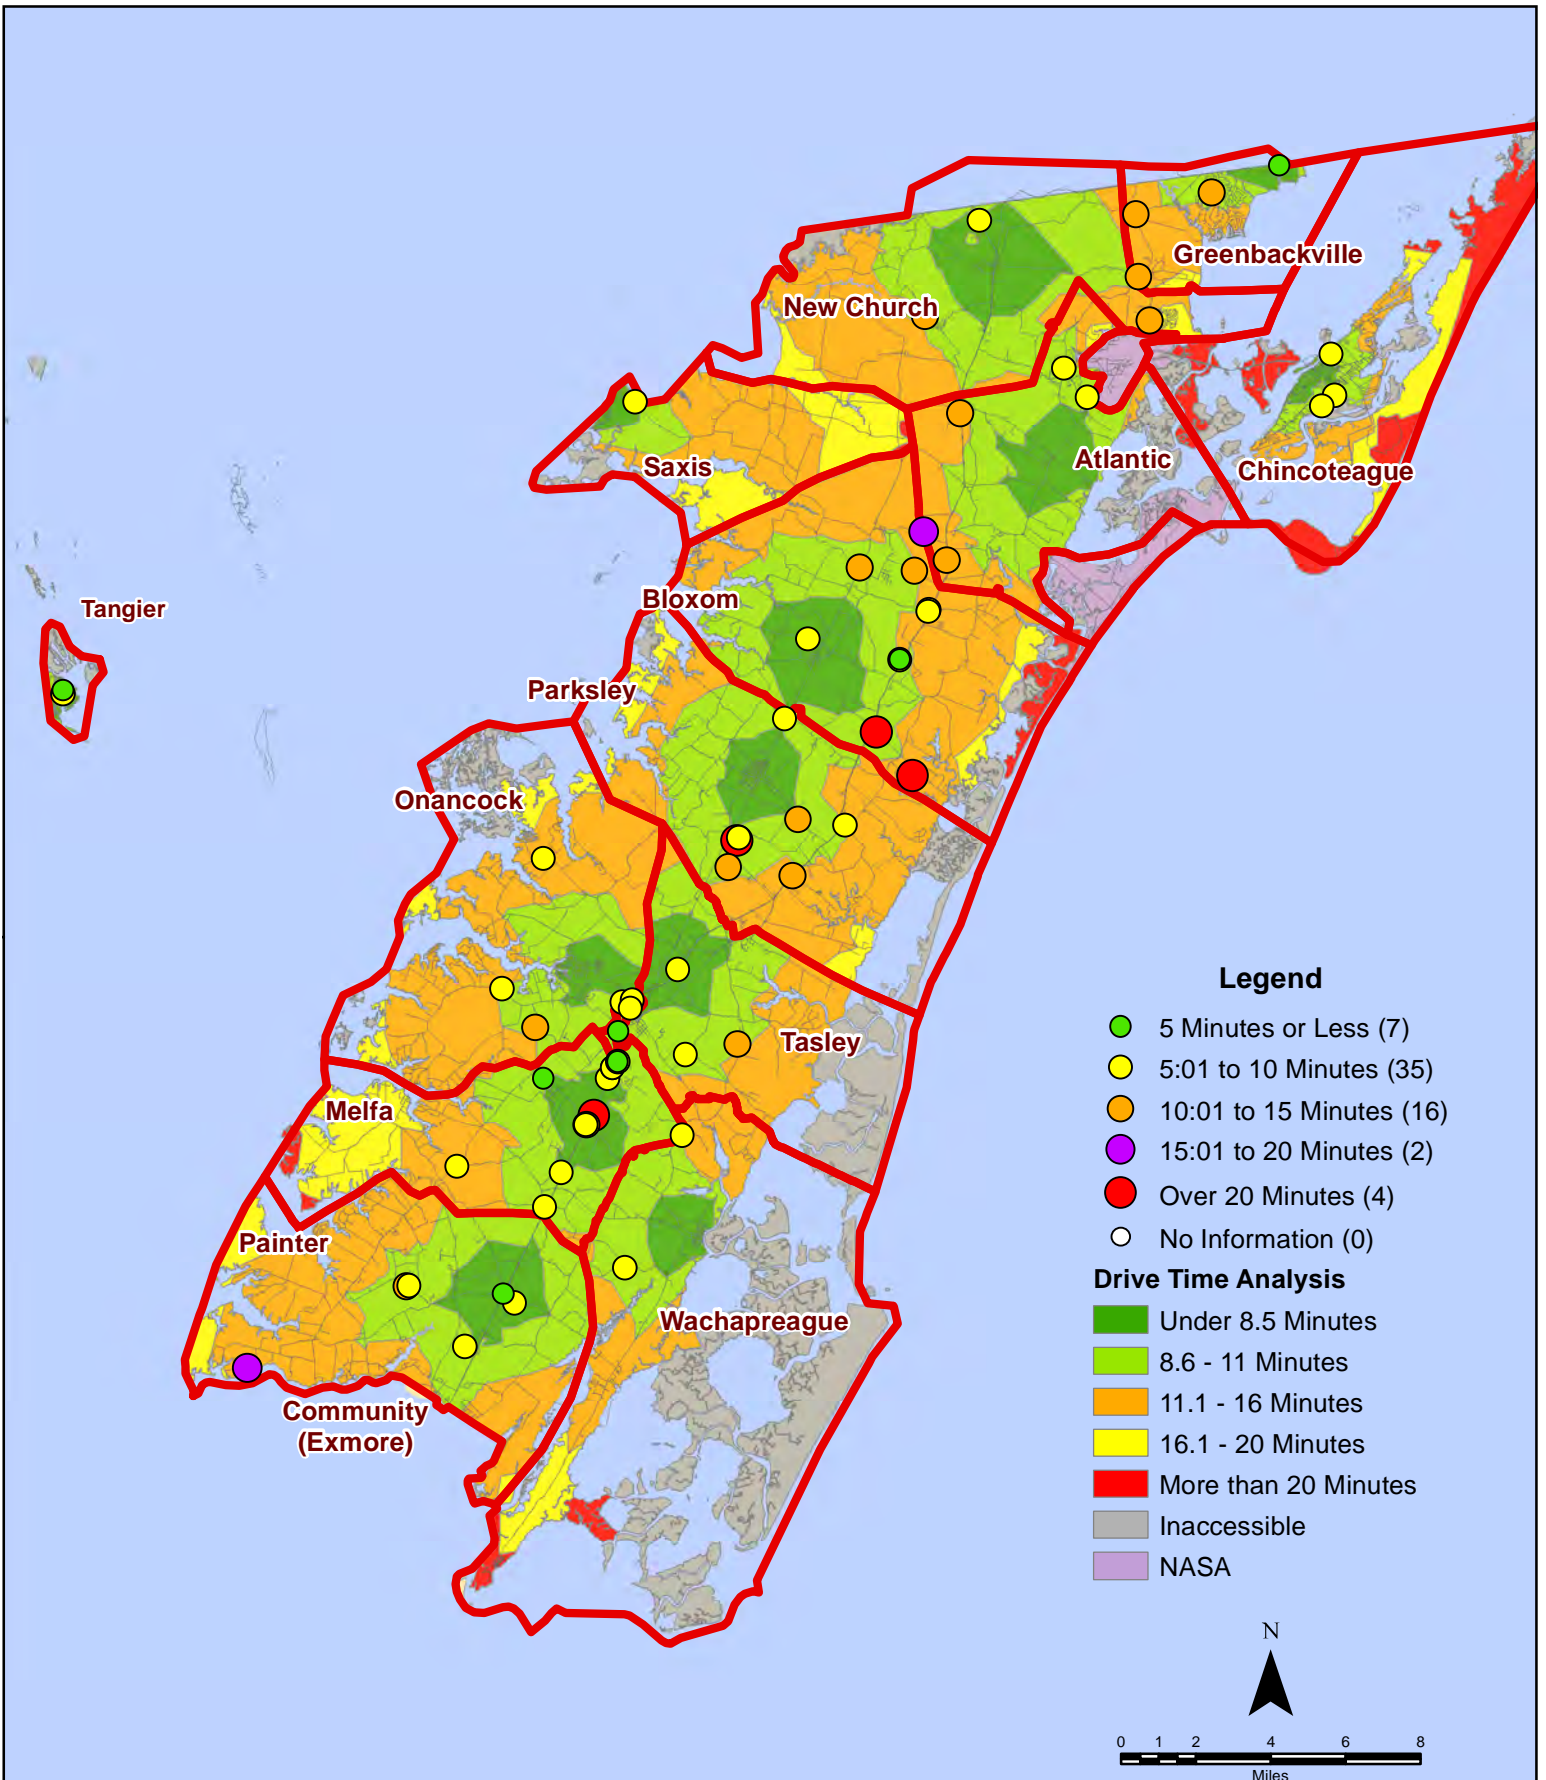 Greenbackville
New Church
Saxis
Atlantic
Chincoteague
Bloxom
Tangier
Parksley
Onancock
Tasley
Melfa
Painter
Wachapreague
Community
(Exmore)
Legend
5 Minutes or Less (7)
5:01 to 10 Minutes (35)
10:01 to 15 Minutes (16)
15:01 to 20 Minutes (2)
Over 20 Minutes (4)
No Information (0)
Drive Time Analysis
Under 8.5 Minutes
8.6 - 11 Minutes
11.1 - 16 Minutes
16.1 - 20 Minutes
More than 20 Minutes
Inaccessible
NASA
N
0 1 2 4 6 8
Miles